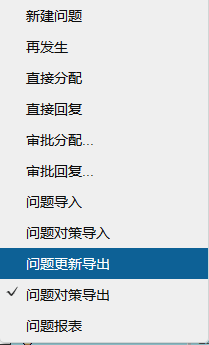 新建问题
再发生
直接分配
直接回复
审批分配...
审批回复...
问题导入
问题对策导入
问题更新导出
问题对策导出
问题报表